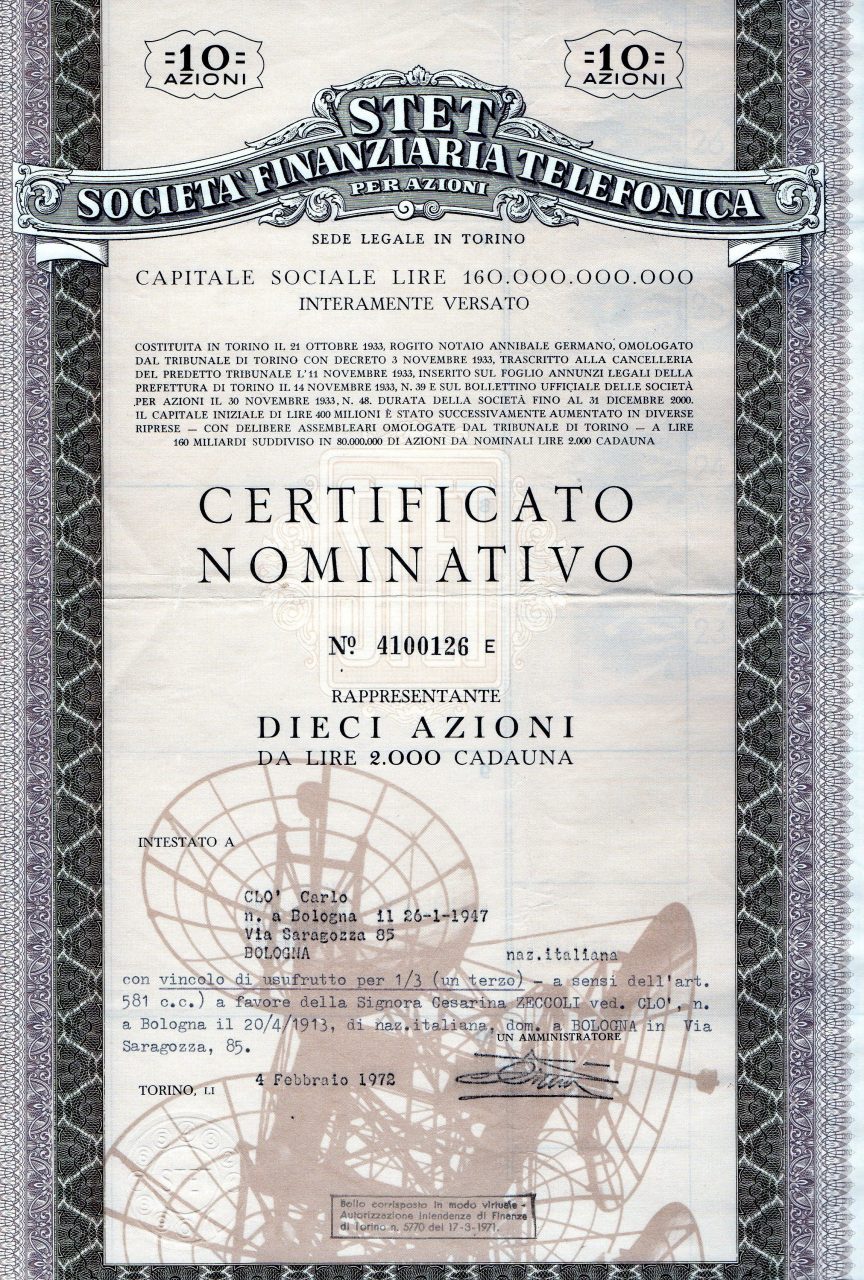 =10=
AZIONI
=10=
AZIONI
STET
SOCIETA' FINANZIARIA TELEFONICA
PER AZIONI
SEDE LEGALE IN TORINO
CAPITALE SOCIALE LIRE 160.000.000.000
INTERAMENTE VERSATO
COSTITUITA IN TORINO IL 21 OTTOBRE 1933, ROGITO NOTAIO ANNIBALE GERMANO, OMOLOGATO
DAL TRIBUNALE DI TORINO CON DECRETO 3 NOVEMBRE 1933, TRASCRITTO ALLA CANCELLERIA
DEL PREDETTO TRIBUNALE L'11 NOVEMBRE 1933, INSERITO SUL FOGLIO ANNUNZI LEGALI DELLA
PREFETTURA DI TORINO IL 14 NOVEMBRE 1933, N. 39 E SUL BOLLETTINO UFFICIALE DELLE SOCIETÀ
PER AZIONI IL 30 NOVEMBRE 1933, N. 48. DURATA DELLA SOCIETÀ FINO AL 31 DICEMBRE 2000.
IL CAPITALE INIZIALE DI LIRE 400 MILIONI È STATO SUCCESSIVAMENTE AUMENTATO IN DIVERSE
RIPRESE — CON DELIBERE ASSEMBLEARI OMOLOGATE DAL TRIBUNALE DI TORINO — A LIRE
160 MILIARDI SUDDIVISO IN 80.000.000 DI AZIONI DA NOMINALI LIRE 2.000 CADAUNA
STET
CERTIFICATO
NOMINATIVO
Nº. 4100126 E
STET
RAPPRESENTANTE
DIECI AZIONI
DA LIRE 2.000 CADAUNA
INTESTATO A
CLO' Carlo
n. a Bologna il 26-1-1947
Via Saragozza 85
BOLOGNA naz.italiana
con vincolo di usufrutto per 1/3 (un terzo) - a sensi dell'art.
581 c.c.) a favore della Signora Cesarina ZECCOLI ved. CLO', n.
a Bologna il 20/4/1913, di naz.italiana, dom. a BOLOGNA in Via
Saragozza, 85.
UN AMMINISTRATORE
TORINO, LI 4 Febbraio 1972
STET
Bollo corrisposto in modo virtuale -
Autorizzazione Intendenza di Finanza
di Torino n. 5770 del 17-3-1971.